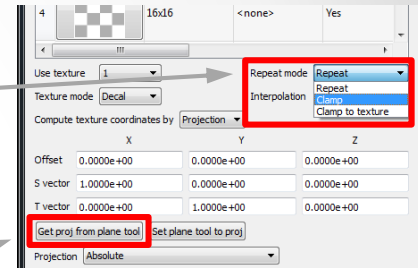 4 16x16 <none> Yes
Use texture 1 Repeat mode Repeat
Repeat
Texture mode Decal Interpolation Clamp
Clamp to texture
Compute texture coordinates by Projection
X Y Z
Offset 0.0000e+00 0.0000e+00 0.0000e+00
S vector 1.0000e+00 0.0000e+00 0.0000e+00
T vector 0.0000e+00 1.0000e+00 0.0000e+00
Get proj from plane tool Set plane tool to proj
Projection Absolute